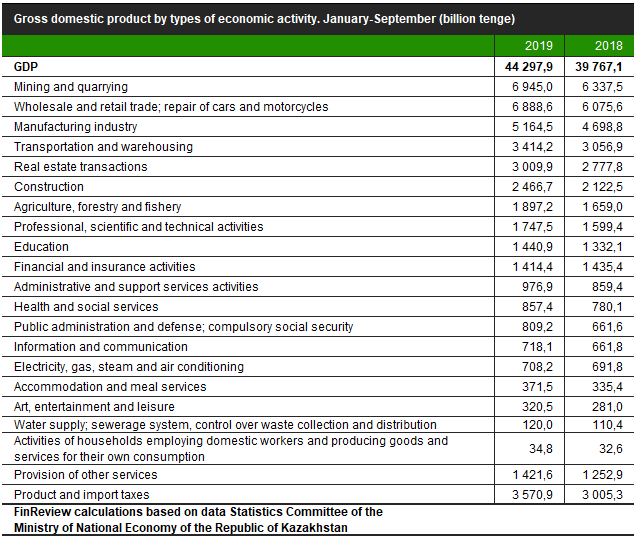 Gross domestic product by types of economic activity. January-September (billion tenge)
2019 2018
GDP 44 297,9 39 767,1
Mining and quarrying 6 945,0 6 337,5
Wholesale and retail trade; repair of cars and motorcycles 6 888,6 6 075,6
Manufacturing industry 5 164,5 4 698,8
Transportation and warehousing 3 414,2 3 056,9
Real estate transactions 3 009,9 2 777,8
Construction 2 466,7 2 122,5
Agriculture, forestry and fishery 1 897,2 1 659,0
Professional, scientific and technical activities 1 747,5 1 599,4
Education 1 440,9 1 332,1
Financial and insurance activities 1 414,4 1 435,4
Administrative and support services activities 976,9 859,4
Health and social services 857,4 780,1
Public administration and defense; compulsory social security 809,2 661,6
Information and communication 718,1 661,8
Electricity, gas, steam and air conditioning 708,2 691,8
Accommodation and meal services 371,5 335,4
Art, entertainment and leisure 320,5 281,0
Water supply; sewerage system, control over waste collection and distribution 120,0 110,4
Activities of households employing domestic workers and producing goods and
services for their own consumption 34,8 32,6
Provision of other services 1 421,6 1 252,9
Product and import taxes 3 570,9 3 005,3
FinReview calculations based on data Statistics Committee of the
Ministry of National Economy of the Republic of Kazakhstan